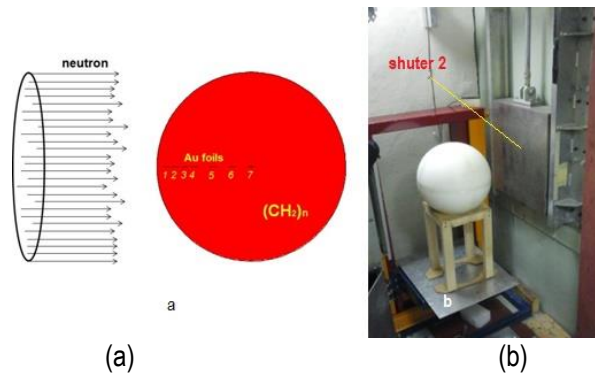 neutron
Au foils
1 2 3 4 5 6 7
(CH₂)n
a
(a)
shuter 2
b
(b)